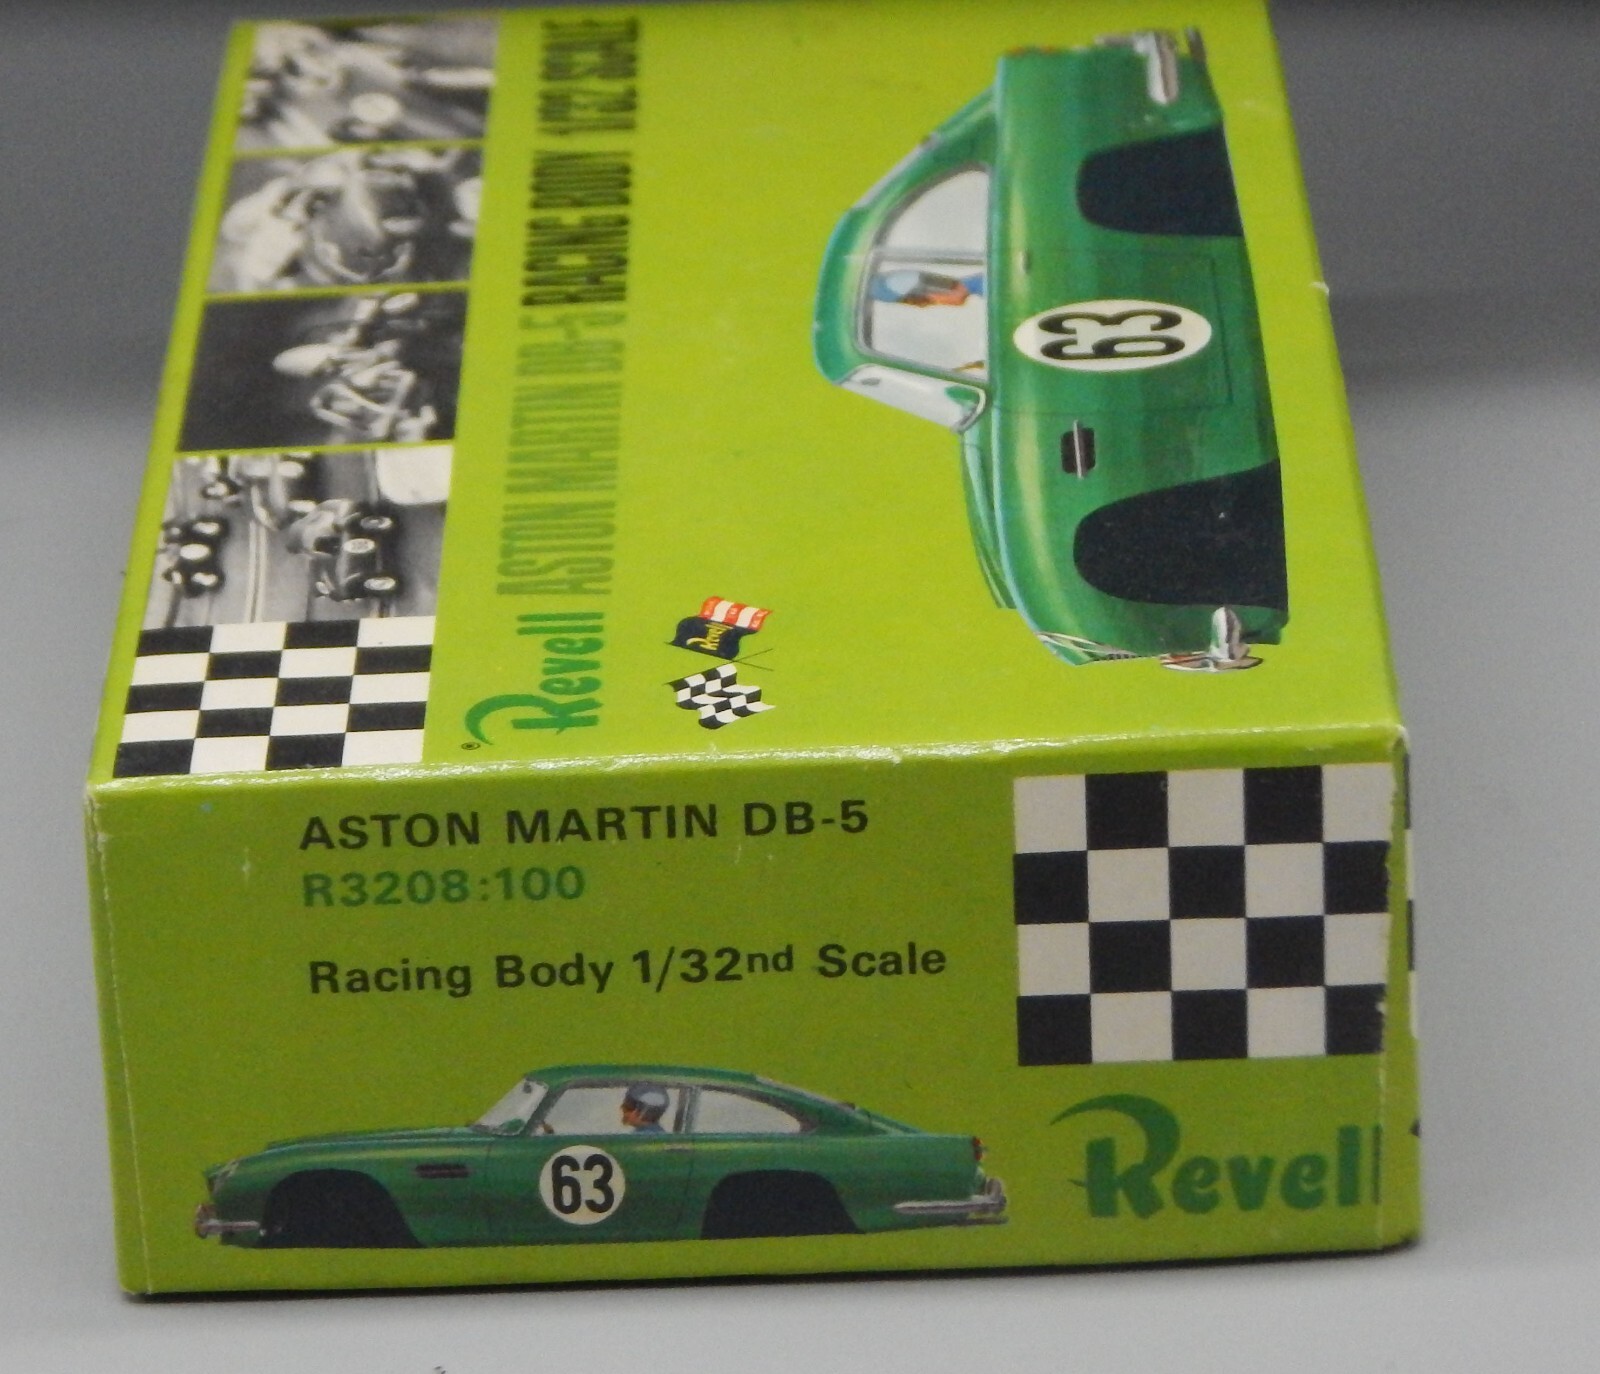 Revell ASTON MARTIN DB-5 RACING BODY 1/32 SCALE
®
Revell
63
ASTON MARTIN DB-5
R3208:100
Racing Body 1/32nd Scale
63
Revell